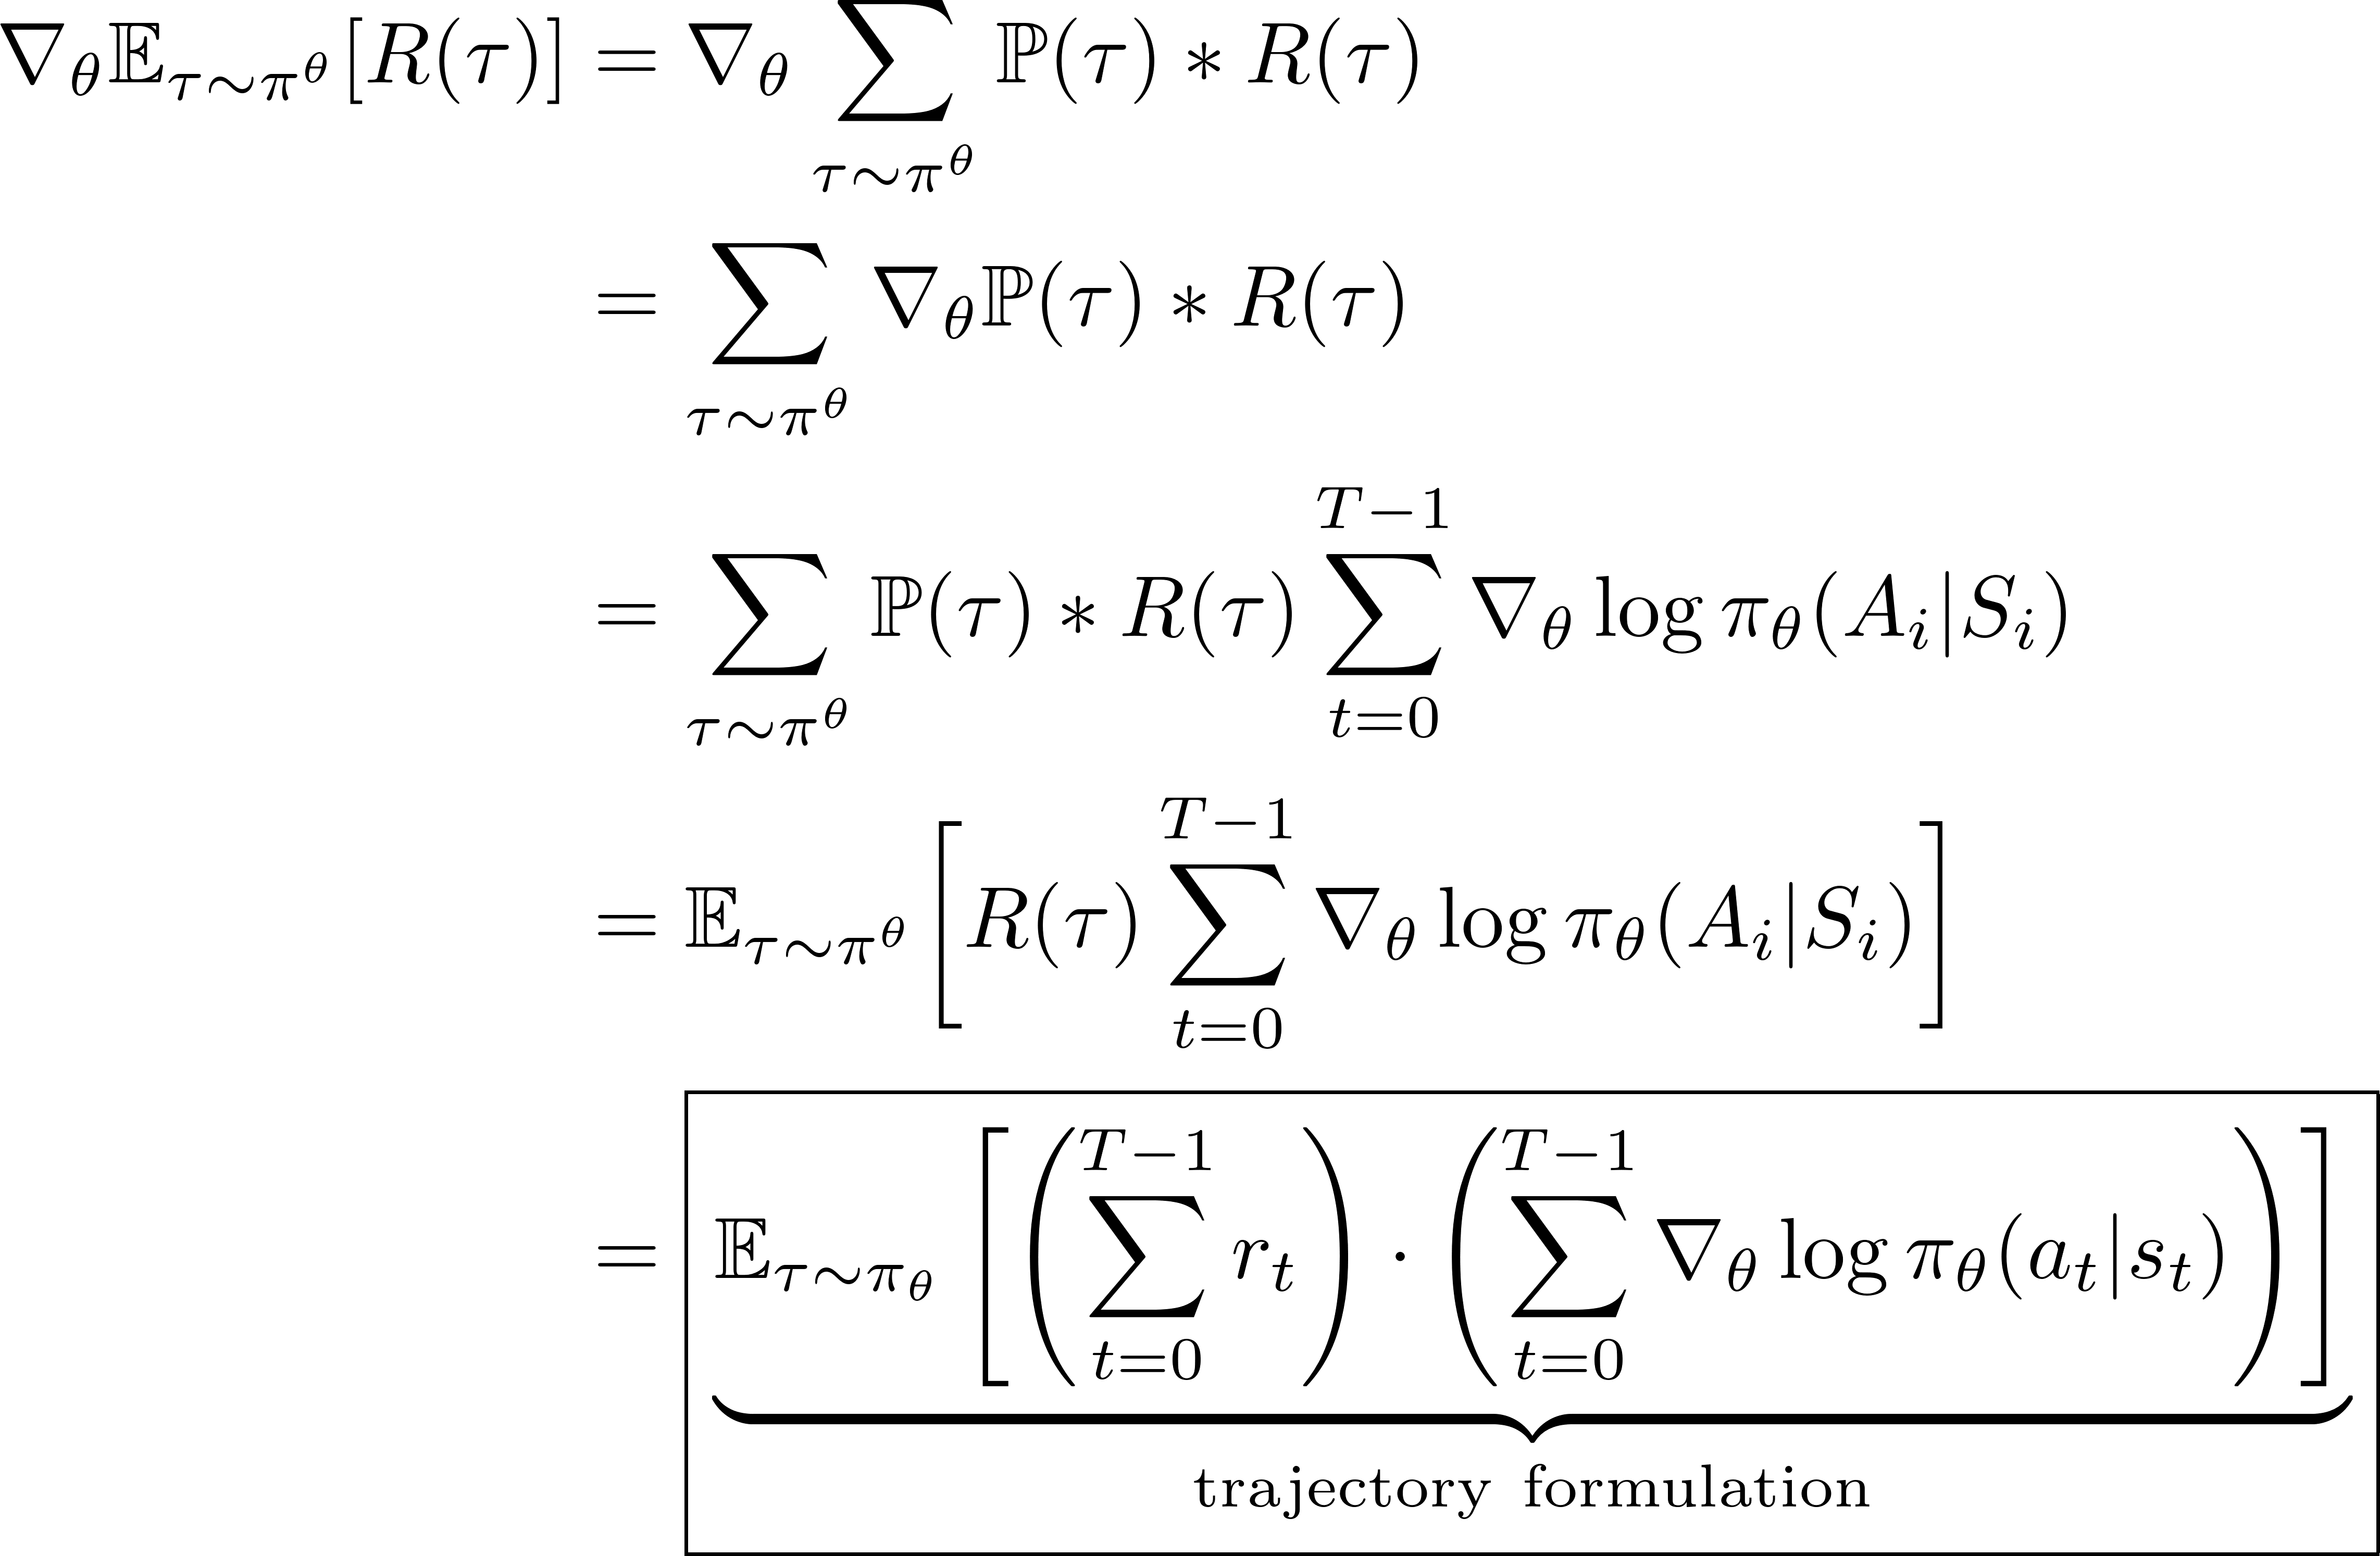 ∇_θ 𝔼_{τ∼π^θ} [R(τ)] = ∇_θ ∑_{τ∼π^θ} ℙ(τ) * R(τ)
= ∑_{τ∼π^θ} ∇_θ ℙ(τ) * R(τ)
= ∑_{τ∼π^θ} ℙ(τ) * R(τ) ∑_{t=0}^{T−1} ∇_θ log π_θ(A_i|S_i)
= 𝔼_{τ∼π^θ} [R(τ) ∑_{t=0}^{T−1} ∇_θ log π_θ(A_i|S_i)]
= 𝔼_{τ∼π_θ} [(∑_{t=0}^{T−1} r_t) · (∑_{t=0}^{T−1} ∇_θ log π_θ(a_t|s_t))]
trajectory formulation